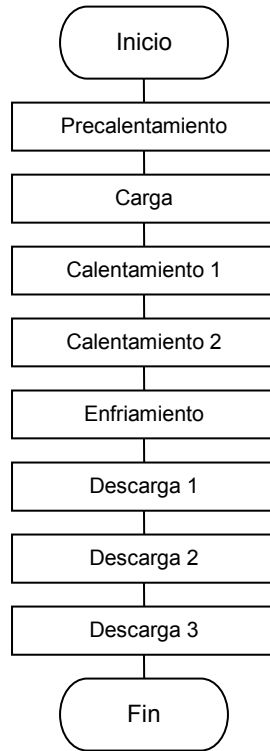 Inicio
Precalentamiento
Carga
Calentamiento 1
Calentamiento 2
Enfriamiento
Descarga 1
Descarga 2
Descarga 3
Fin